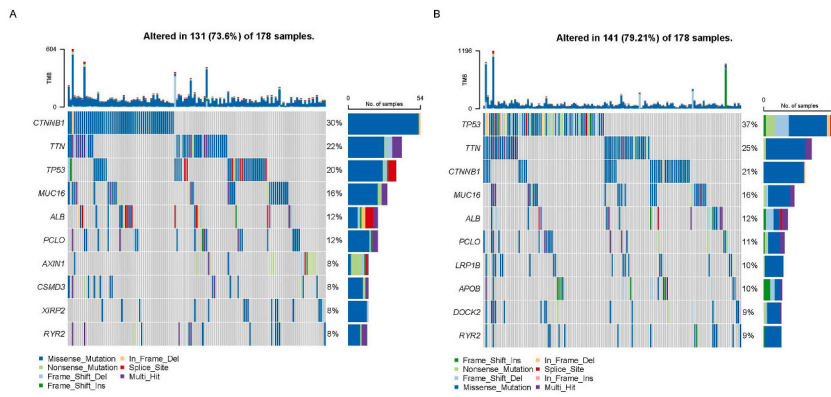 A
Altered in 131 (73.6%) of 178 samples.
604
TMB
0
0
54
No. of samples
CTNNB1
30%
TTN
22%
TP53
20%
MUC16
16%
ALB
12%
PCLO
12%
AXIN1
8%
CSMD3
8%
XIRP2
8%
RYR2
8%
Missense_Mutation
In_Frame_Del
Nonsense_Mutation
Splice_Site
Frame_Shift_Del
Multi_Hit
Frame_Shift_Ins
B
Altered in 141 (79.21%) of 178 samples.
1196
TMB
0
0
No. of samples
TP53
37%
TTN
25%
CTNNB1
21%
MUC16
16%
ALB
12%
PCLO
11%
LRP1B
10%
APOB
10%
DOCK2
9%
RYR2
9%
Frame_Shift_Ins
In_Frame_Del
Nonsense_Mutation
Splice_Site
Frame_Shift_Del
In_Frame_Ins
Missense_Mutation
Multi_Hit